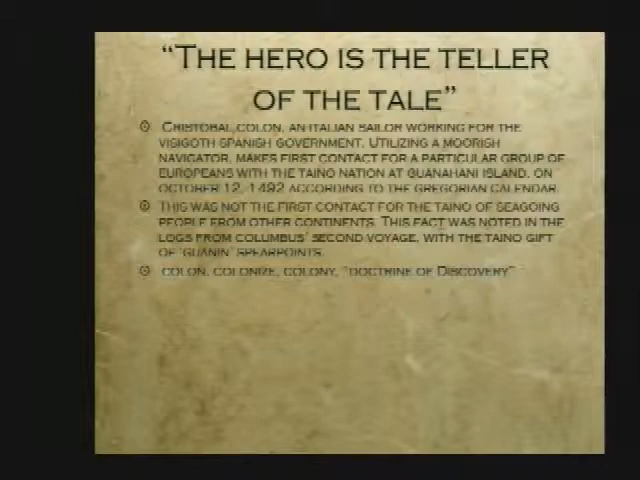 "THE HERO IS THE TELLER
OF THE TALE"
CRISTOBAL COLON, AN ITALIAN SAILOR WORKING FOR THE
VISIGOTH SPANISH GOVERNMENT. UTILIZING A MOORISH
NAVIGATOR, MAKES FIRST CONTACT FOR A PARTICULAR GROUP OF
EUROPEANS WITH THE TAINO NATION AT GUANAHANI ISLAND, ON
OCTOBER 12, 1492 ACCORDING TO THE GREGORIAN CALENDAR.
THIS WAS NOT THE FIRST CONTACT FOR THE TAINO OF SEAGOING
PEOPLE FROM OTHER CONTINENTS. THIS FACT WAS NOTED IN THE
LOGS FROM COLUMBUS' SECOND VOYAGE, WITH THE TAINO GIFT
OF "GUANIN" SPEARPOINTS.
COLON, COLONIZE, COLONY, "DOCTRINE OF DISCOVERY"